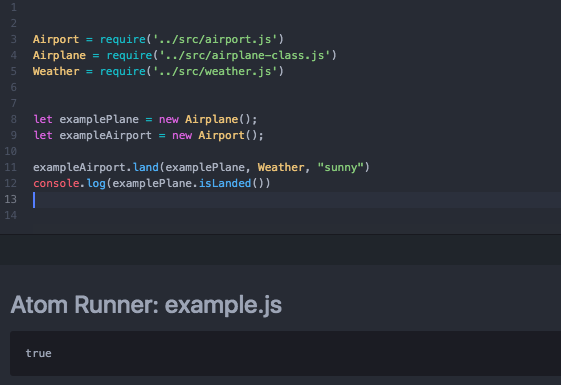 1
2
3 Airport = require('../src/airport.js')
4 Airplane = require('../src/airplane-class.js')
5 Weather = require('../src/weather.js')
6
7
8 let examplePlane = new Airplane();
9 let exampleAirport = new Airport();
10
11 exampleAirport.land(examplePlane, Weather, "sunny")
12 console.log(examplePlane.isLanded())
13
14
Atom Runner: example.js
true